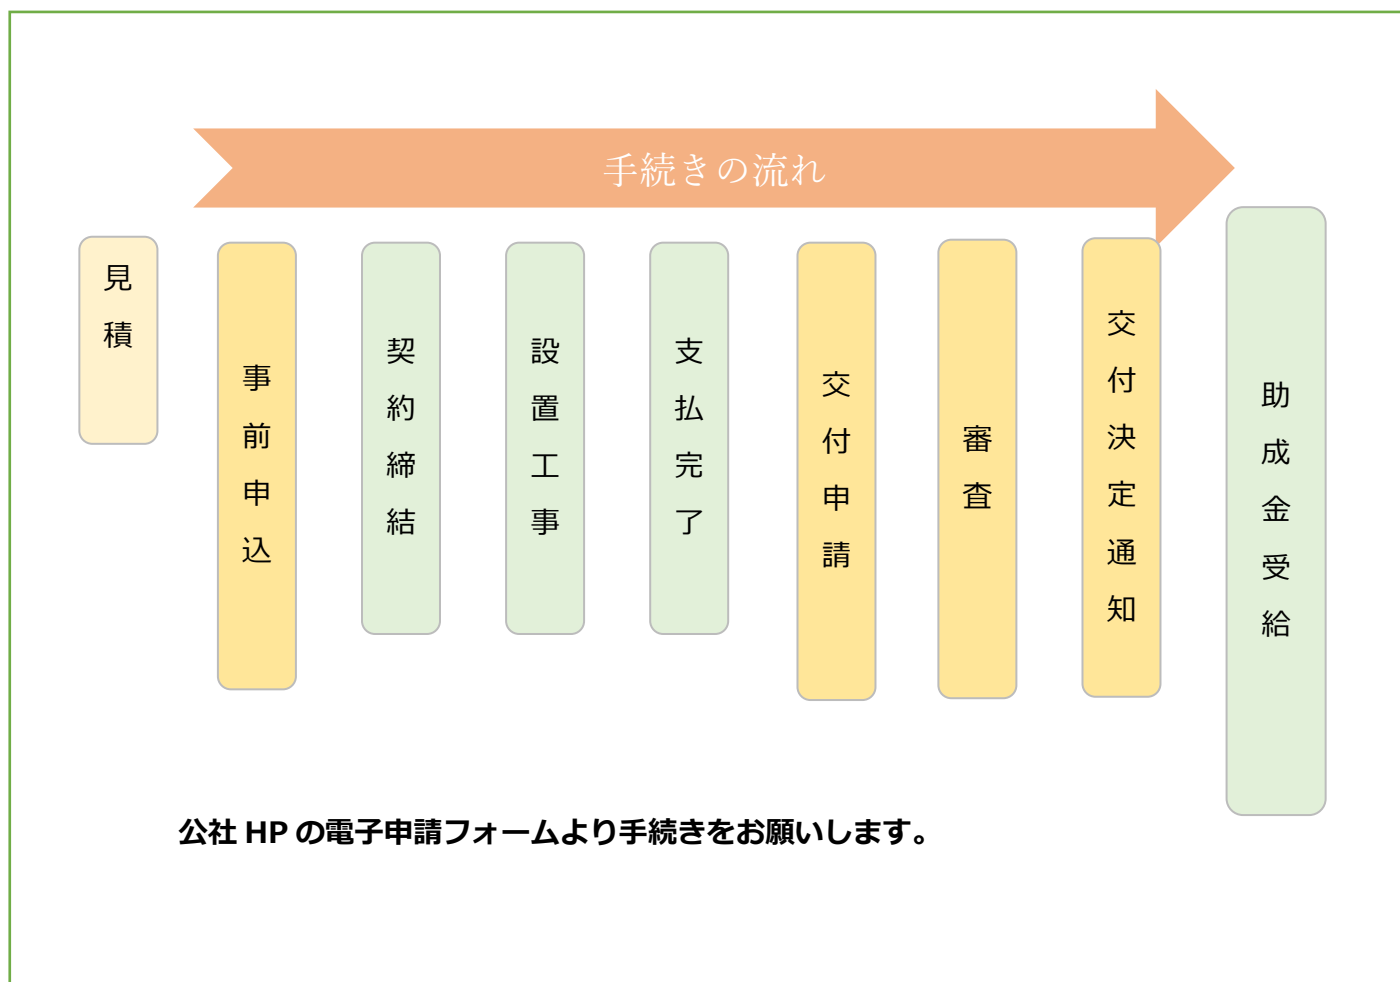 手続きの流れ
見積
事前申込
契約締結
設置工事
支払完了
交付申請
審査
交付決定通知
助成金受給
公社 HP の電子申請フォームより手続きをお願いします。